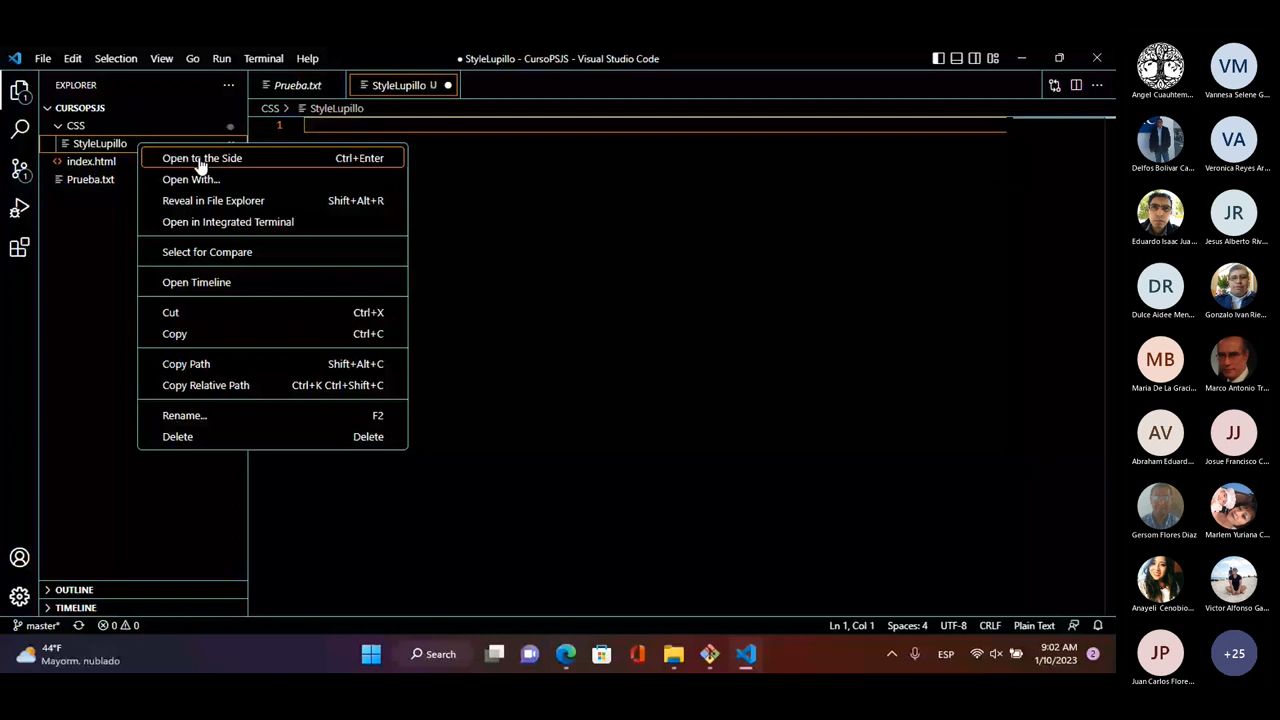 File Edit Selection View Go Run Terminal Help
● StyleLupillo - CursoPSJS - Visual Studio Code
EXPLORER
Prueba.txt
StyleLupillo U ●
CURSOPSJS
CSS > StyleLupillo
CSS
1
StyleLupillo
index.html
Prueba.txt
Open to the Side Ctrl+Enter
Open With...
Reveal in File Explorer Shift+Alt+R
Open in Integrated Terminal
Select for Compare
Open Timeline
Cut Ctrl+X
Copy Ctrl+C
Copy Path Shift+Alt+C
Copy Relative Path Ctrl+K Ctrl+Shift+C
Rename... F2
Delete Delete
OUTLINE
TIMELINE
master* 0 0
Ln 1, Col 1 Spaces: 4 UTF-8 CRLF Plain Text
44°F
Mayorm. nublado
Search
ESP
9:02 AM
1/10/2023
2
1
1
Angel Cuauhtem...
VM
Vannesa Selene G...
Delfos Bolivar Ca...
VA
Veronica Reyes Ar...
Eduardo Isaac Jua...
JR
Jesus Alberto Riv...
DR
Dulce Aidee Men...
Gonzalo Ivan Rie...
MB
Maria De La Graci...
Marco Antonio Tr...
AV
Abraham Eduard...
JJ
Josue Francisco C...
Gersom Flores Diaz
Marlem Yuriana C...
Anayeli Cenobio...
Victor Alfonso Ga...
JP
Juan Carlos Flore...
+25